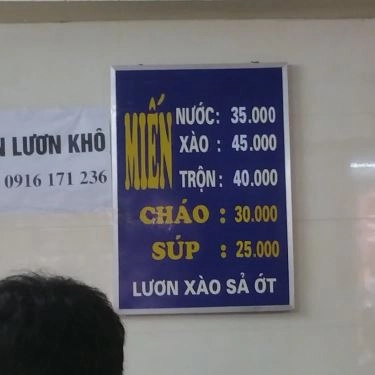 N LƯƠN KHÔ
0916 171 236
MIẾN
NƯỚC: 35.000
XÀO: 45.000
TRỘN: 40.000
CHÁO: 30.000
SÚP: 25.000
LƯƠN XÀO SẢ ỚT